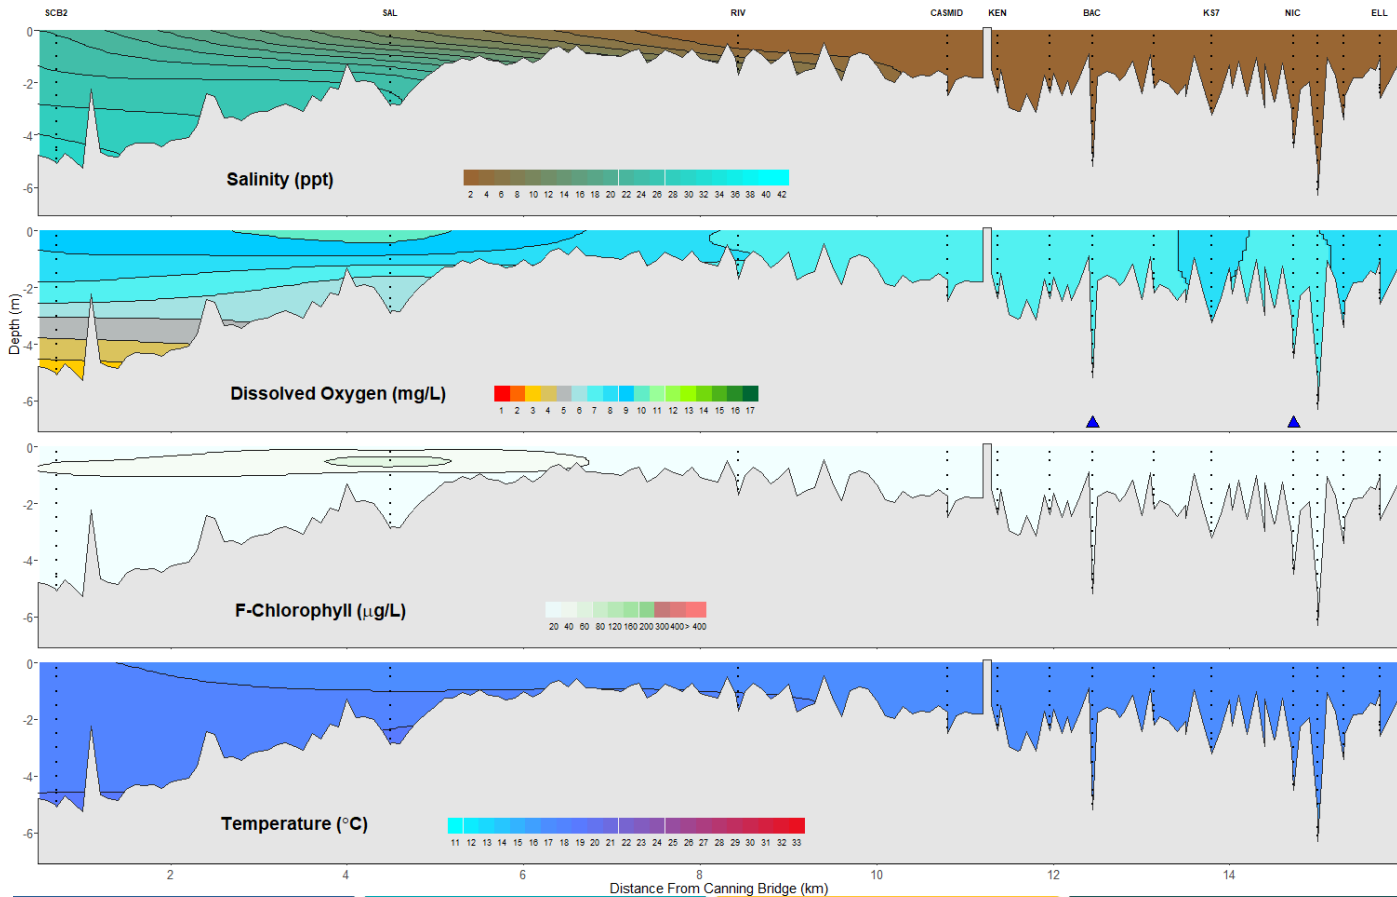 SCB2 SAL RIV CASMID KEN BAC KS7 NIC ELL
0
-2
-4
-6
Salinity (ppt)
2 4 6 8 10 12 14 16 18 20 22 24 26 28 30 32 34 36 38 40 42
0
-2
-4
-6
Dissolved Oxygen (mg/L)
1 2 3 4 5 6 7 8 9 10 11 12 13 14 15 16 17
Depth (m)
0
-2
-4
-6
F-Chlorophyll (µg/L)
20 40 60 80 120 160 200 300 400 > 400
0
-2
-4
-6
Temperature (°C)
11 12 13 14 15 16 17 18 19 20 21 22 23 24 25 26 27 28 29 30 31 32 33
2 4 6 8 10 12 14
Distance From Canning Bridge (km)